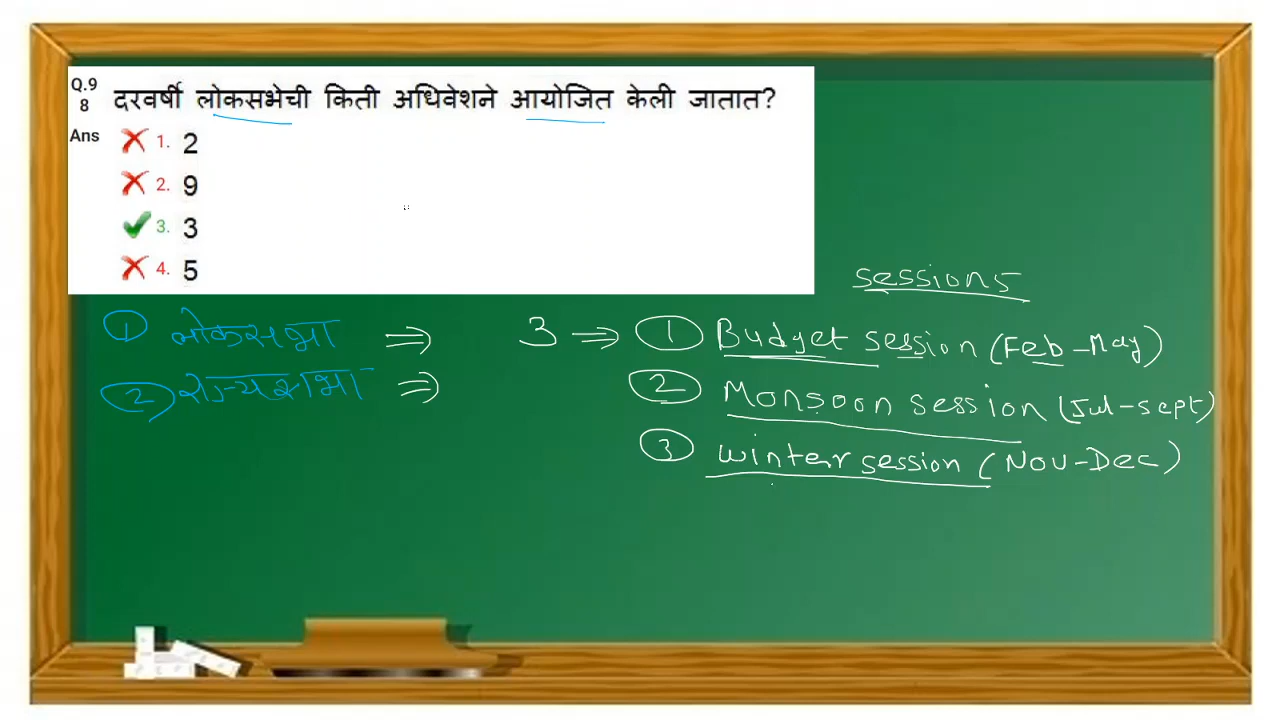 Q.98 दरवर्षी लोकसभेची किती अधिवेशने आयोजित केली जातात?
Ans
1. 2
2. 9
3. 3
4. 5
sessions
① लोकसभा ⇒ 3 ⇒ ① Budget session (Feb-May)
② राज्यसभा ⇒ ② Monsoon session (Jul-Sept)
③ winter session (Nov-Dec)